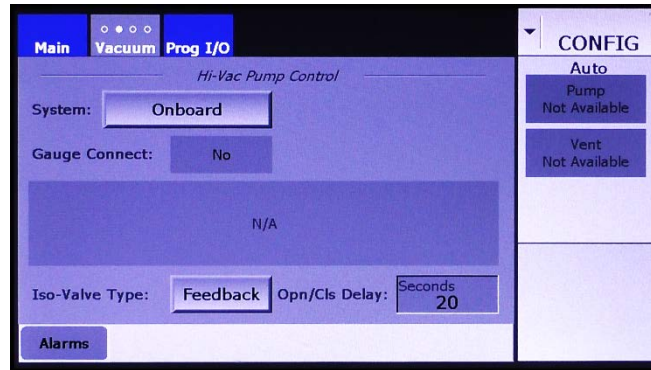 Main Vacuum Prog I/O
CONFIG
Hi-Vac Pump Control
Auto
System: Onboard
Pump
Not Available
Gauge Connect: No
Vent
Not Available
N/A
Iso-Valve Type: Feedback Opn/Cls Delay: Seconds
20
Alarms